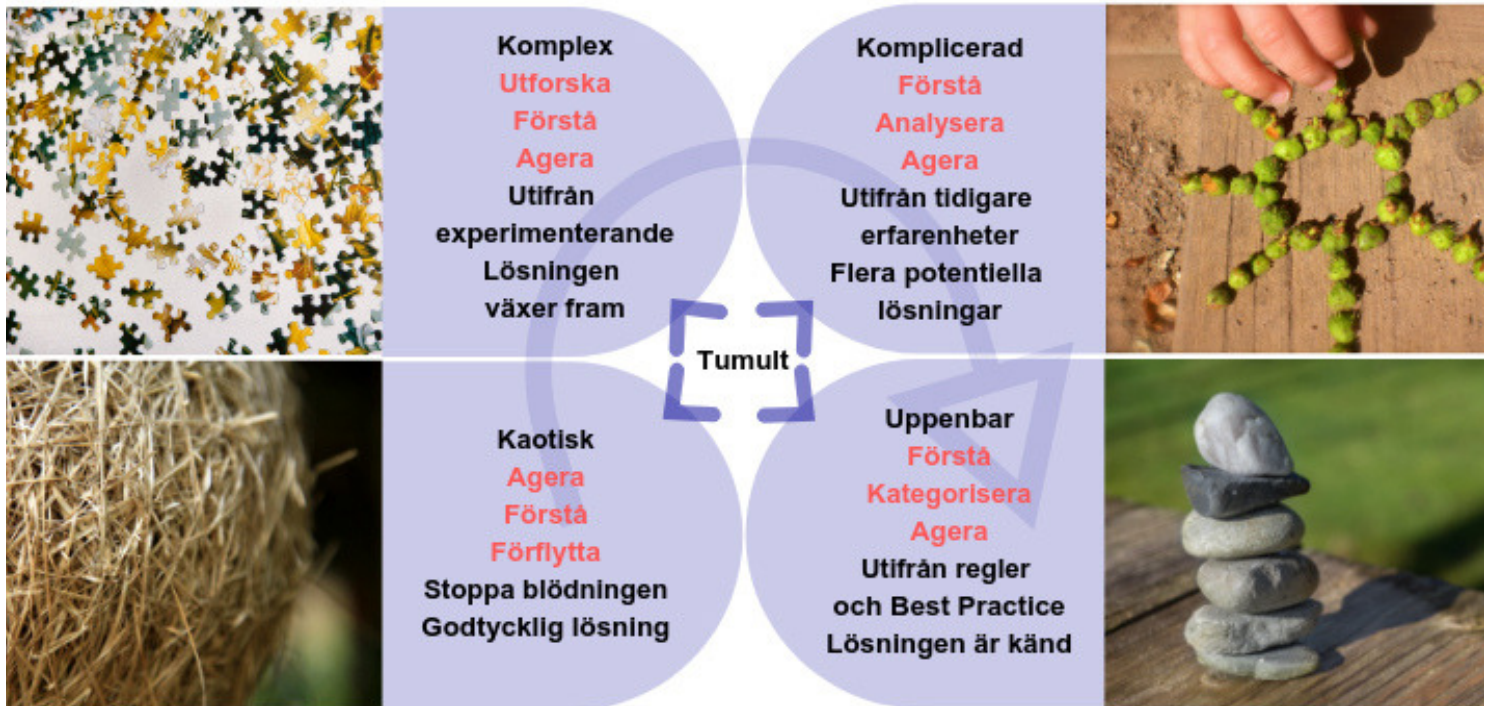 Komplex
Utforska
Förstå
Agera
Utifrån
experimenterande
Lösningen
växer fram
Komplicerad
Förstå
Analysera
Agera
Utifrån tidigare
erfarenheter
Flera potentiella
lösningar
Tumult
Kaotisk
Agera
Förstå
Förflytta
Stoppa blödningen
Godtycklig lösning
Uppenbar
Förstå
Kategorisera
Agera
Utifrån regler
och Best Practice
Lösningen är känd